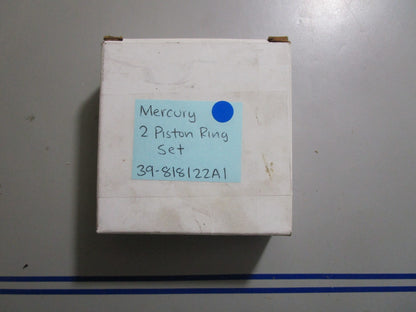 Mercury
2 Piston Ring
Set
39-818122A1